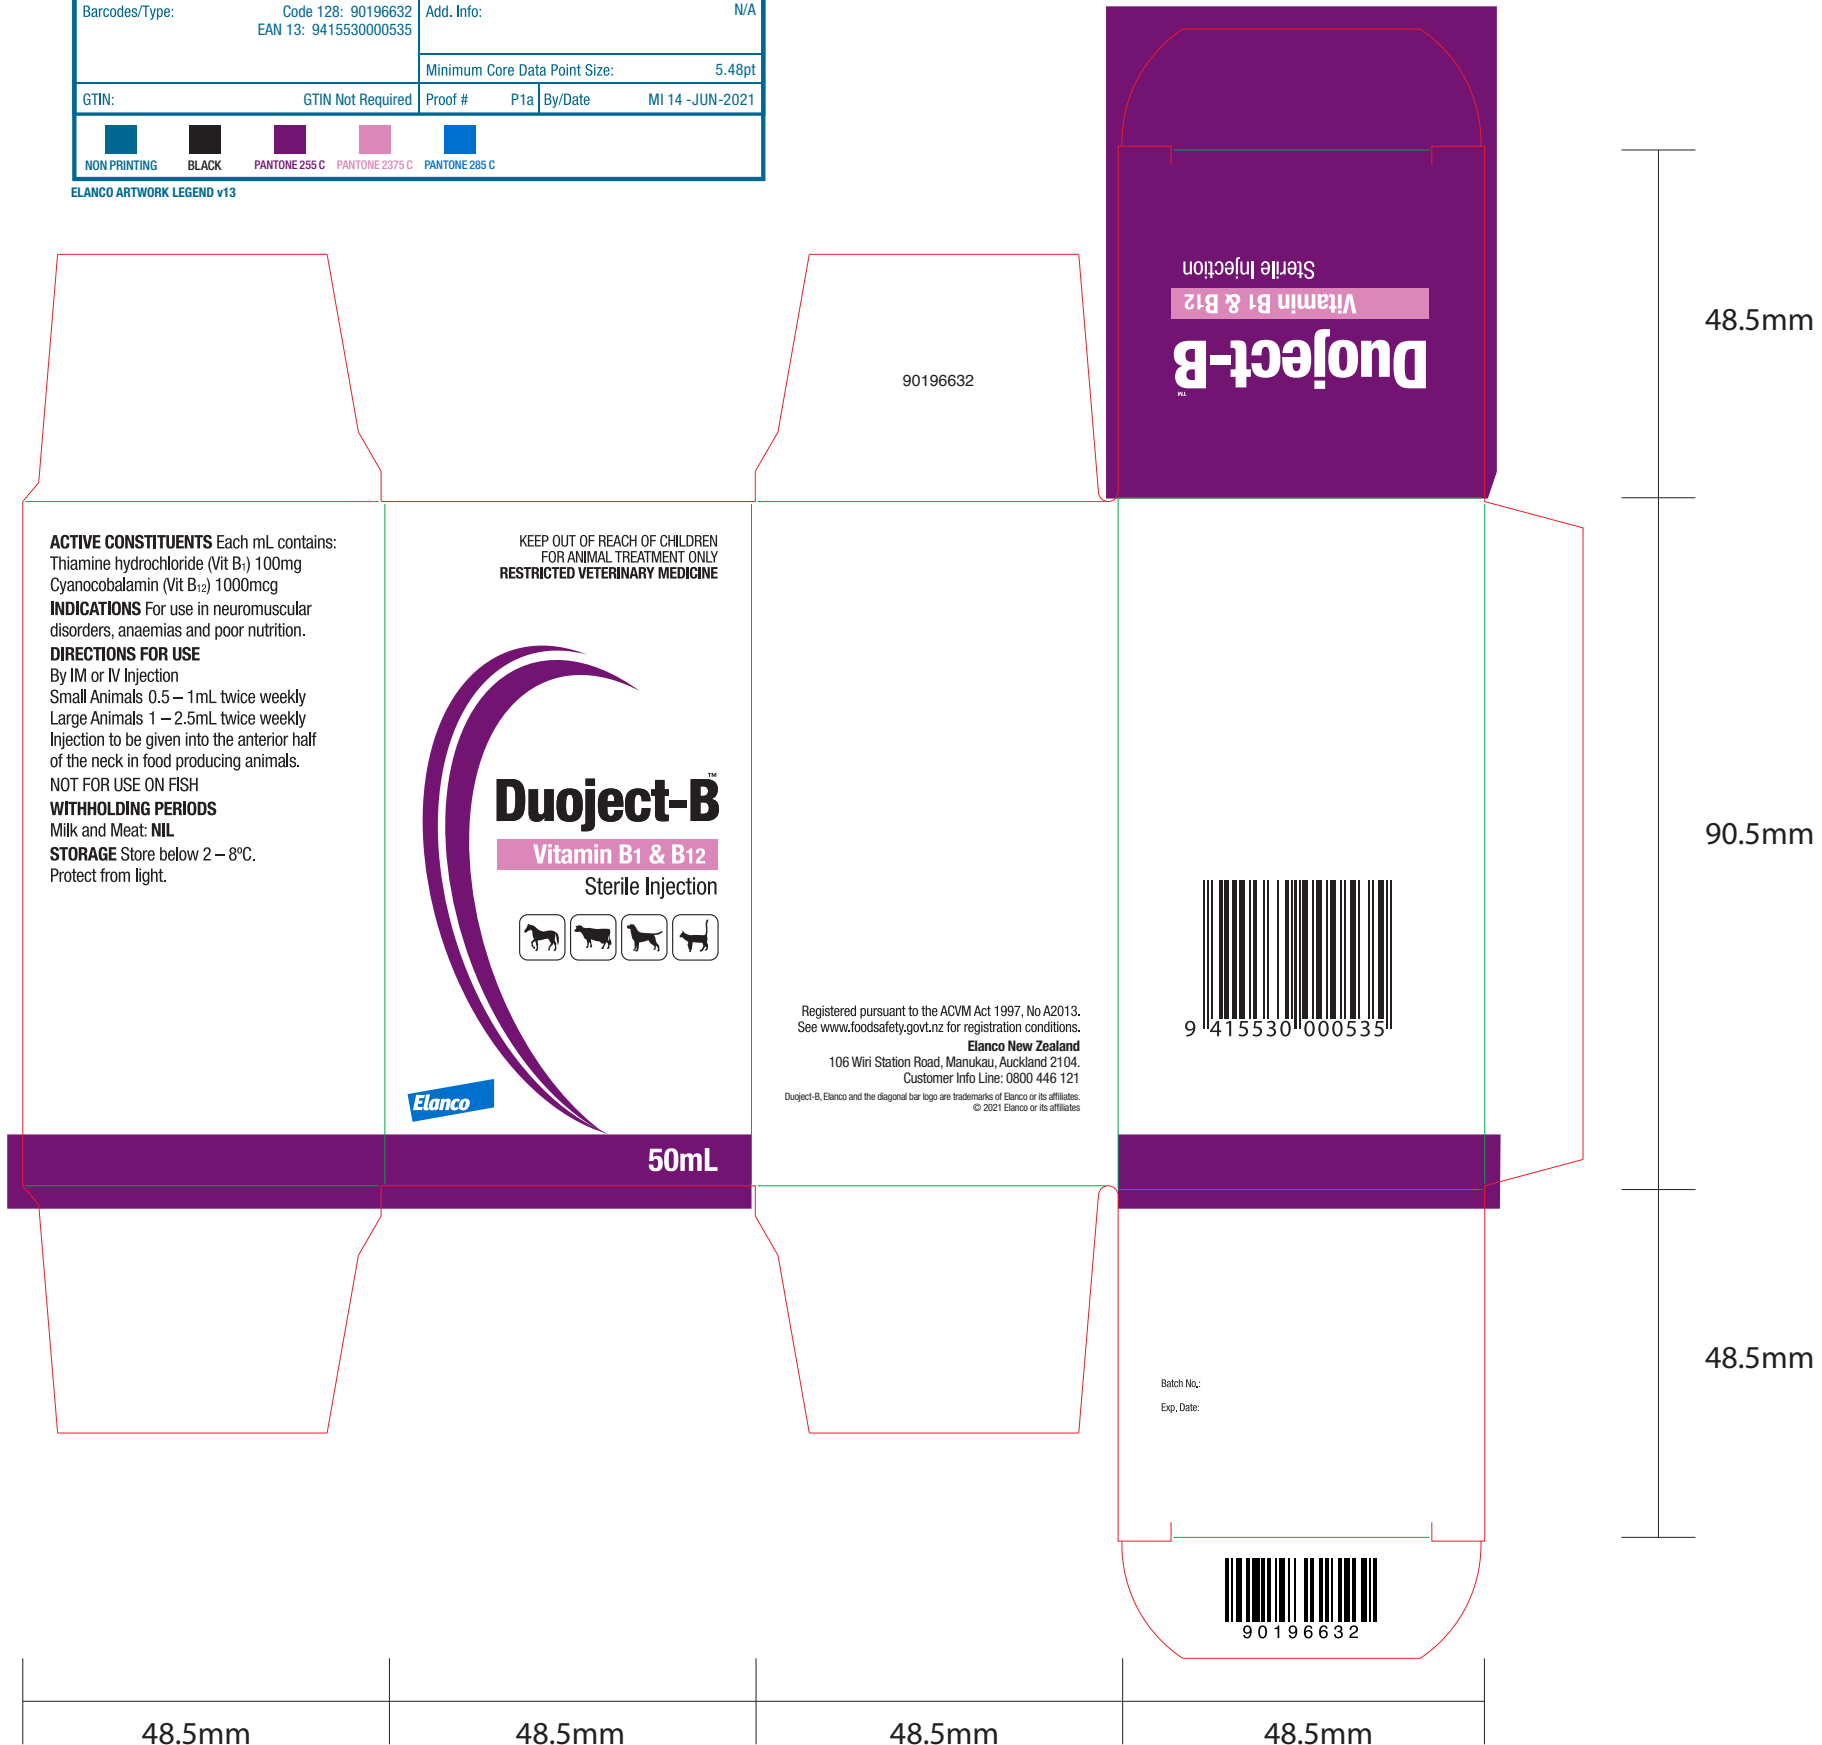 Barcodes/Type: Code 128: 90196632
EAN 13: 9415530000535
Add. Info: N/A
Minimum Core Data Point Size: 5.48pt
GTIN: GTIN Not Required
Proof # P1a
By/Date MI 14 -JUN-2021
NON PRINTING
BLACK
PANTONE 255 C
PANTONE 2375 C
PANTONE 285 C
ELANCO ARTWORK LEGEND v13
Duoject-B™
Vitamin B1 & B12
Sterile Injection
48.5mm
90196632
ACTIVE CONSTITUENTS Each mL contains:
Thiamine hydrochloride (Vit B1) 100mg
Cyanocobalamin (Vit B12) 1000mcg
INDICATIONS For use in neuromuscular
disorders, anaemias and poor nutrition.
DIRECTIONS FOR USE
By IM or IV Injection
Small Animals 0.5 – 1mL twice weekly
Large Animals 1 – 2.5mL twice weekly
Injection to be given into the anterior half
of the neck in food producing animals.
NOT FOR USE ON FISH
WITHHOLDING PERIODS
Milk and Meat: NIL
STORAGE Store below 2 – 8ºC.
Protect from light.
KEEP OUT OF REACH OF CHILDREN
FOR ANIMAL TREATMENT ONLY
RESTRICTED VETERINARY MEDICINE
Duoject-B™
Vitamin B1 & B12
Sterile Injection
Elanco
50mL
Registered pursuant to the ACVM Act 1997, No A2013.
See www.foodsafety.govt.nz for registration conditions.
Elanco New Zealand
106 Wiri Station Road, Manukau, Auckland 2104.
Customer Info Line: 0800 446 121
Duoject-B, Elanco and the diagonal bar logo are trademarks of Elanco or its affiliates.
© 2021 Elanco or its affiliates
9 415530 000535
90.5mm
48.5mm
Batch No.:
Exp. Date:
90196632
48.5mm
48.5mm
48.5mm
48.5mm